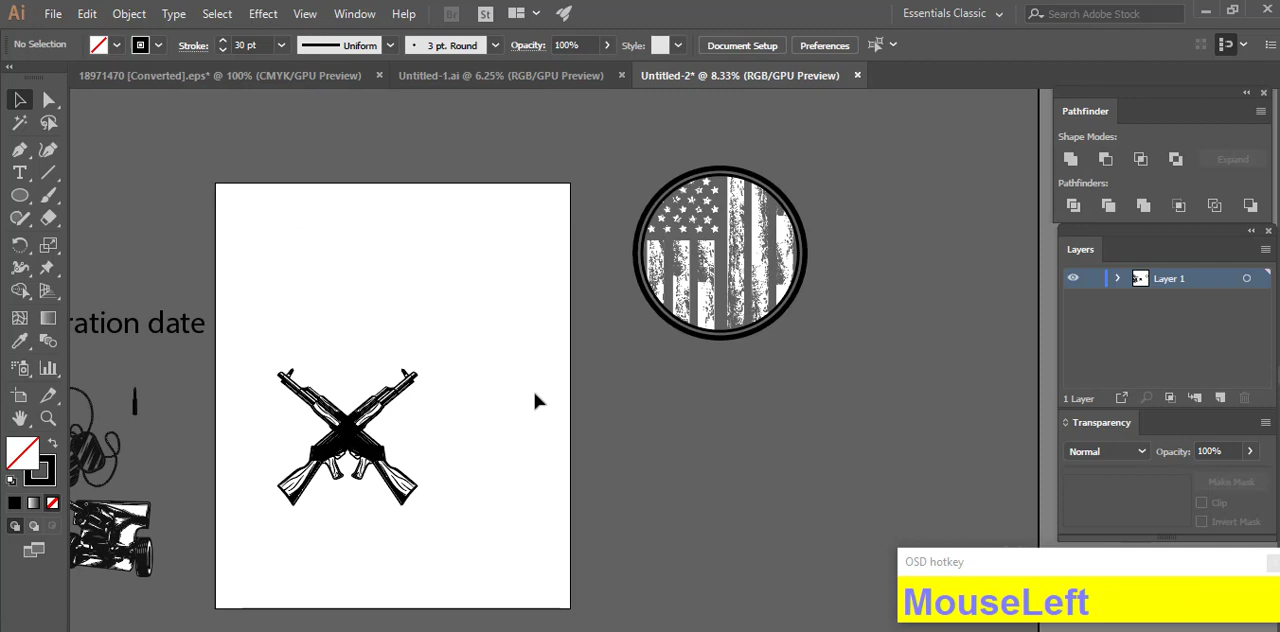 Ai File Edit Object Type Select Effect View Window Help Br St Essentials Classic Search Adobe Stock
No Selection Stroke: 30 pt Uniform 3 pt. Round Opacity: 100% Style: Document Setup Preferences
18971470 [Converted].eps* @ 100% (CMYK/GPU Preview) Untitled-1.ai @ 6.25% (RGB/GPU Preview) Untitled-2* @ 8.33% (RGB/GPU Preview)
Pathfinder
Shape Modes:
Expand
Pathfinders:
Layers
Layer 1
ration date
1 Layer
Transparency
Normal Opacity: 100%
Make Mask
Clip
Invert Mask
OSD hotkey
MouseLeft